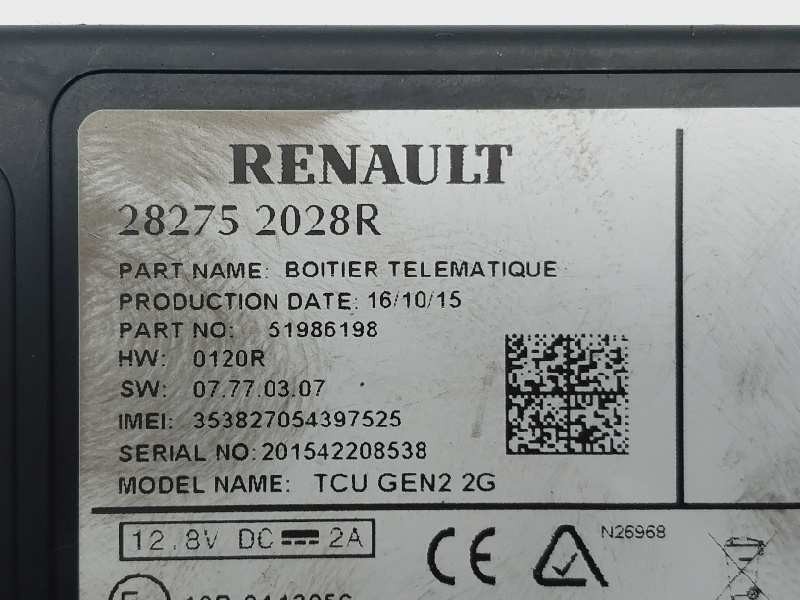 RENAULT
28275 2028R
PART NAME: BOITIER TELEMATIQUE
PRODUCTION DATE: 16/10/15
PART NO: 51986198
HW: 0120R
SW: 07.77.03.07
IMEI: 353827054397525
SERIAL NO:201542208538
MODEL NAME: TCU GEN2 2G
12.8V DC 2A
CE
N26968